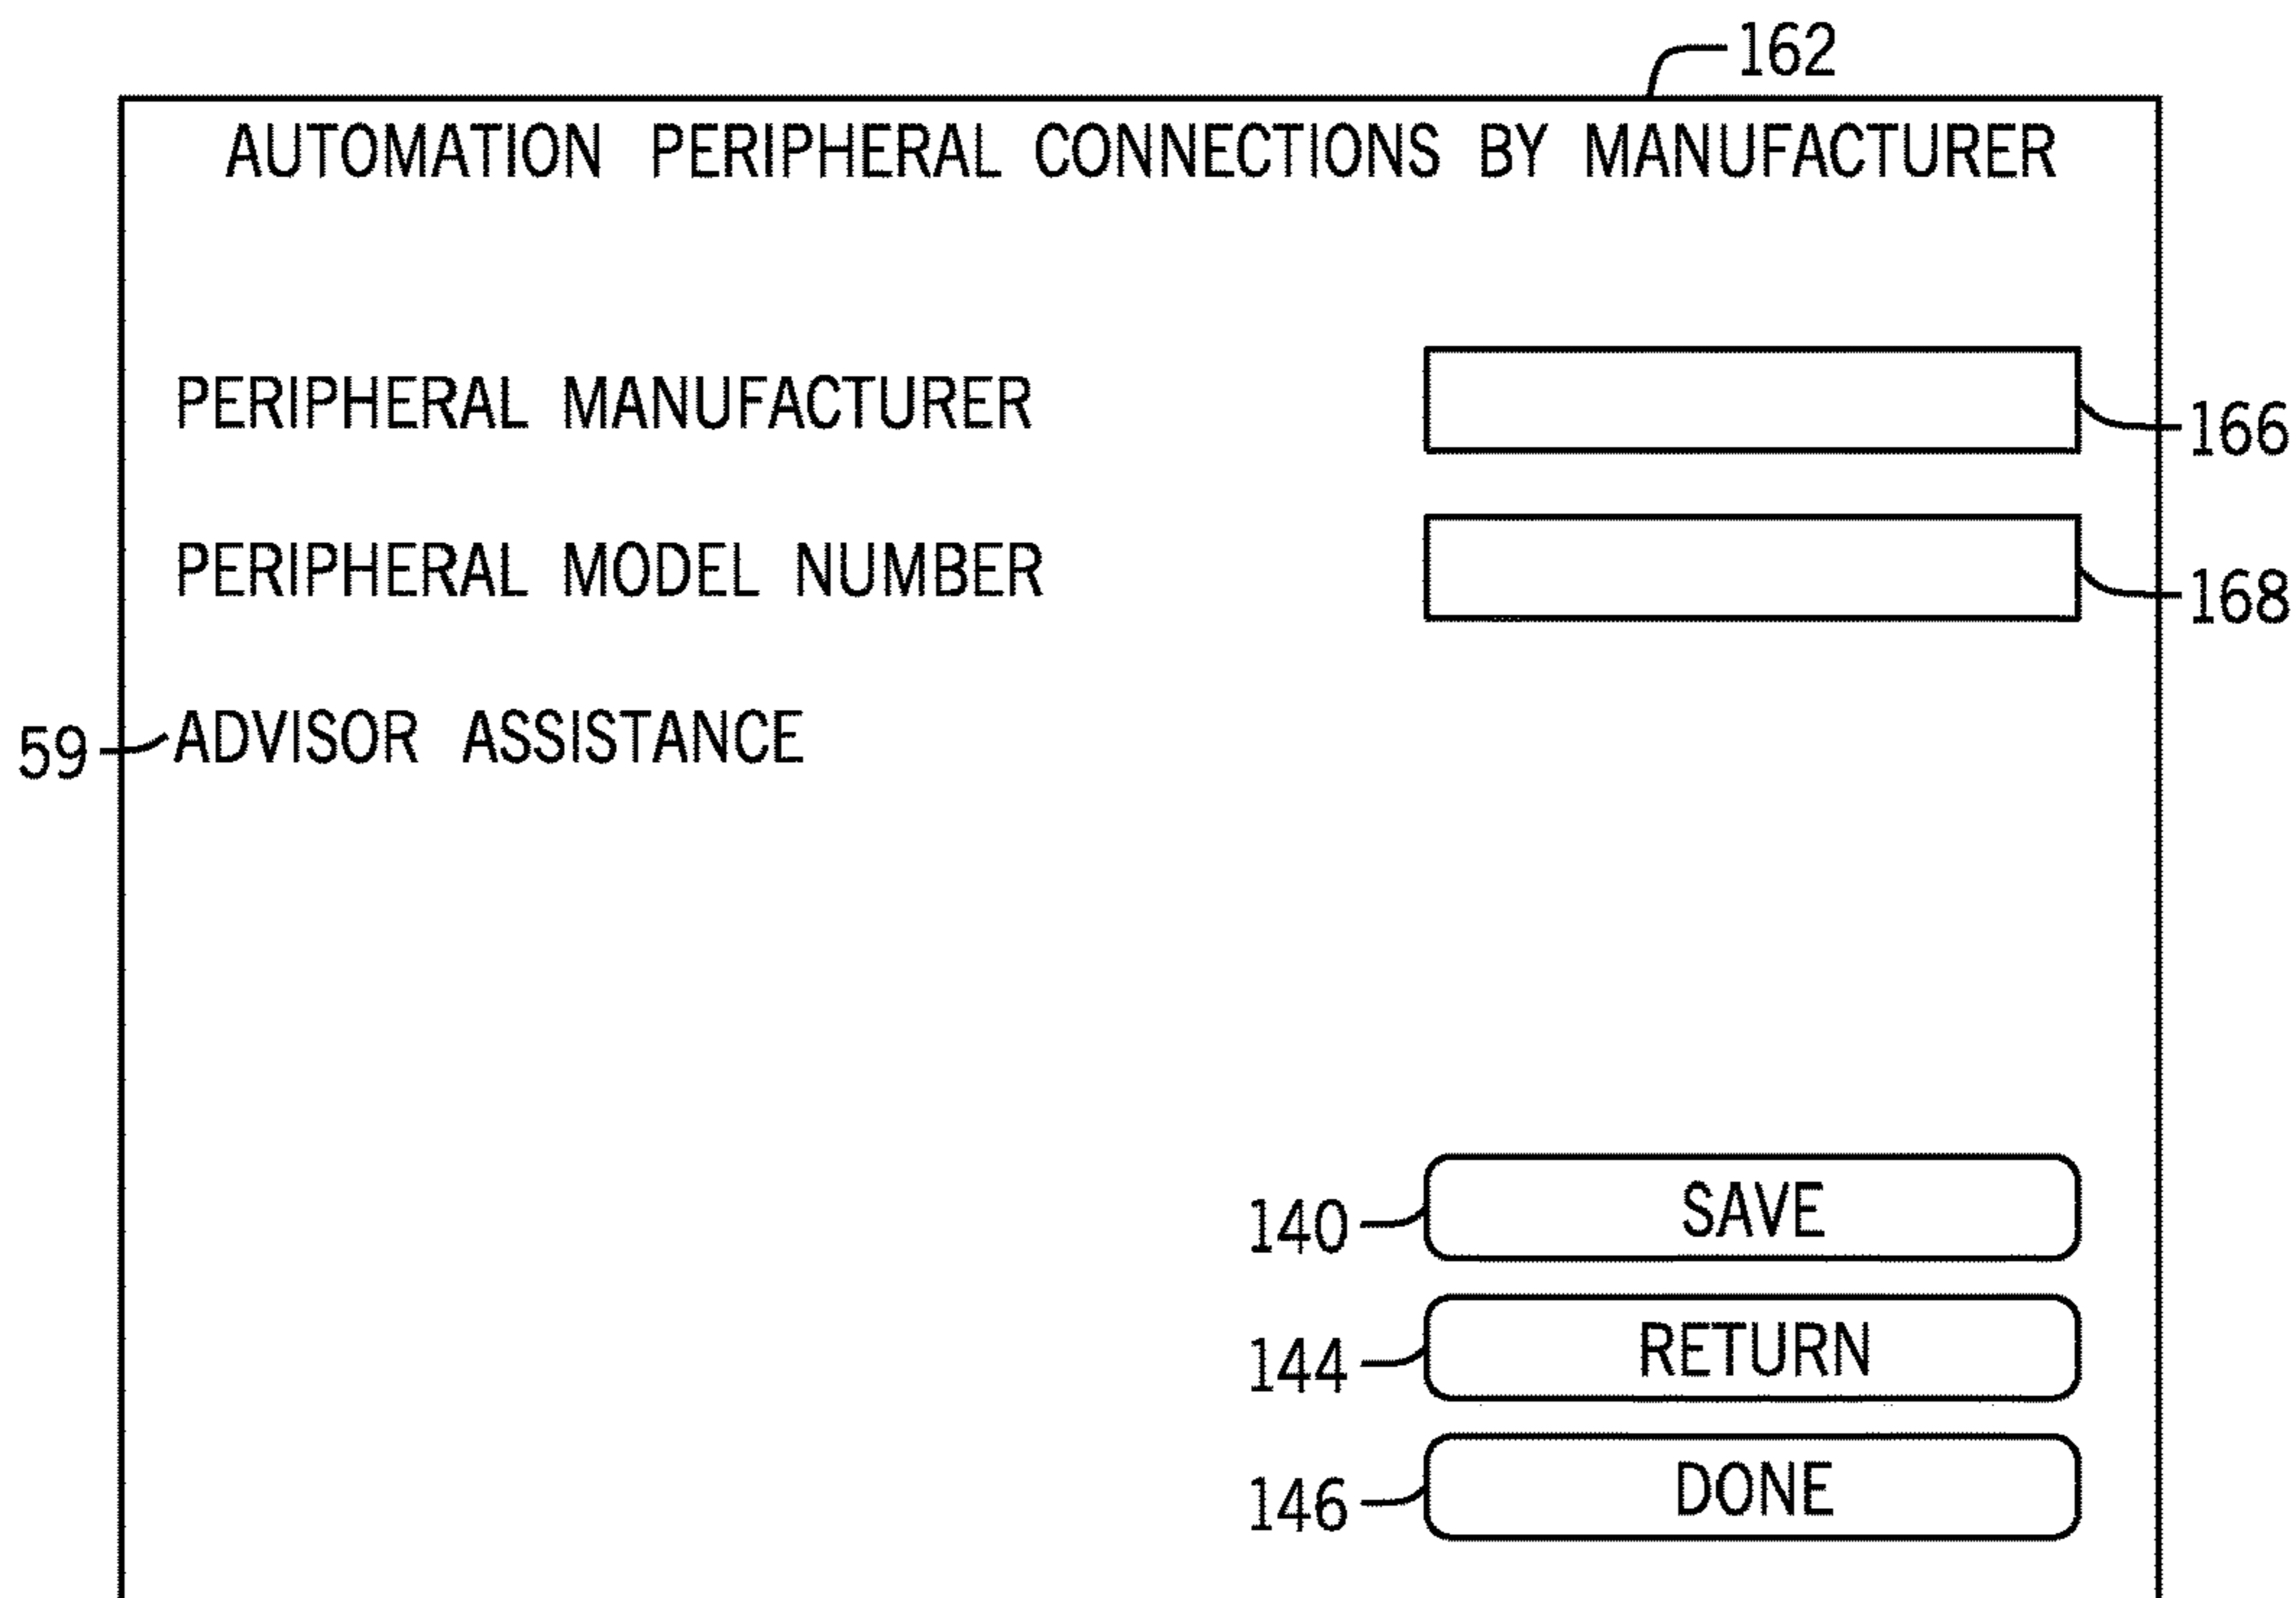 162
AUTOMATION PERIPHERAL CONNECTIONS BY MANUFACTURER
PERIPHERAL MANUFACTURER
166
PERIPHERAL MODEL NUMBER
168
59 ADVISOR ASSISTANCE
140 SAVE
144 RETURN
146 DONE